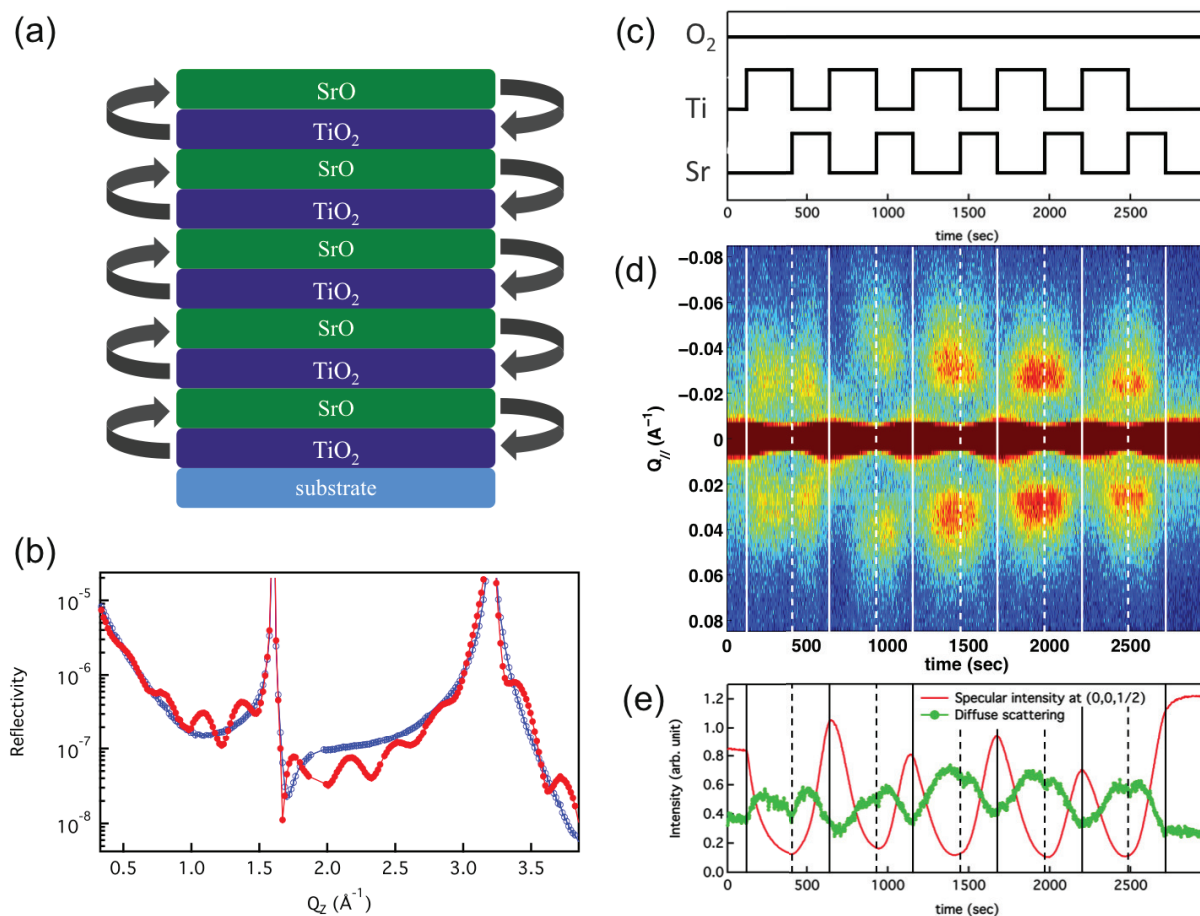 (a)
SrO
TiO2
SrO
TiO2
SrO
TiO2
SrO
TiO2
SrO
TiO2
substrate
(b)
Reflectivity
10⁻⁵
10⁻⁶
10⁻⁷
10⁻⁸
0.5 1.0 1.5 2.0 2.5 3.0 3.5
QZ (Å⁻¹)
(c)
O2
Ti
Sr
0 500 1000 1500 2000 2500
time (sec)
(d)
Q// (A⁻¹)
−0.08
−0.06
−0.04
−0.02
0
0.02
0.04
0.06
0.08
0 500 1000 1500 2000 2500
time (sec)
(e)
Intensity (arb. unit)
1.2
1.0
0.8
0.6
0.4
0.2
0.0
Specular intensity at (0,0,1/2)
Diffuse scattering
0 500 1000 1500 2000 2500
time (sec)